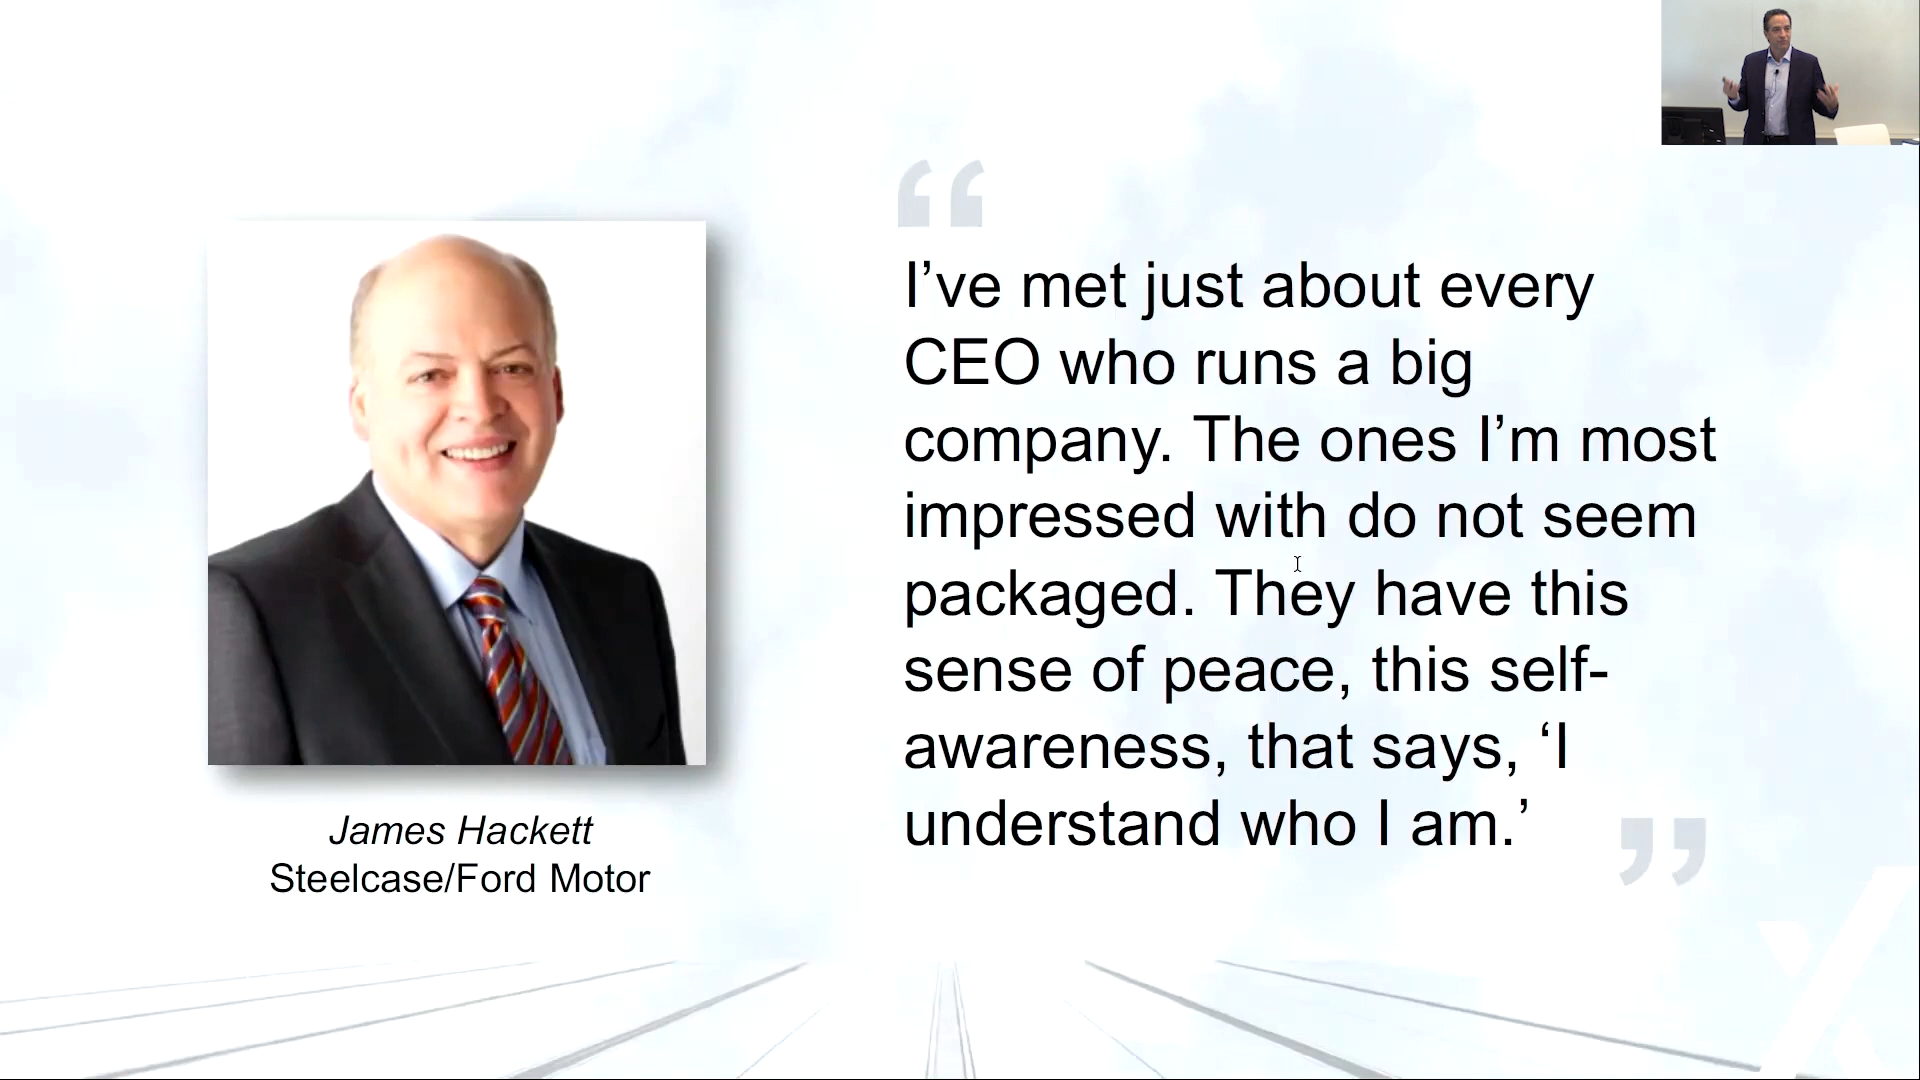 “
I’ve met just about every
CEO who runs a big
company. The ones I’m most
impressed with do not seem
packaged. They have this
sense of peace, this self-
awareness, that says, ‘I
understand who I am.’
”
James Hackett
Steelcase/Ford Motor